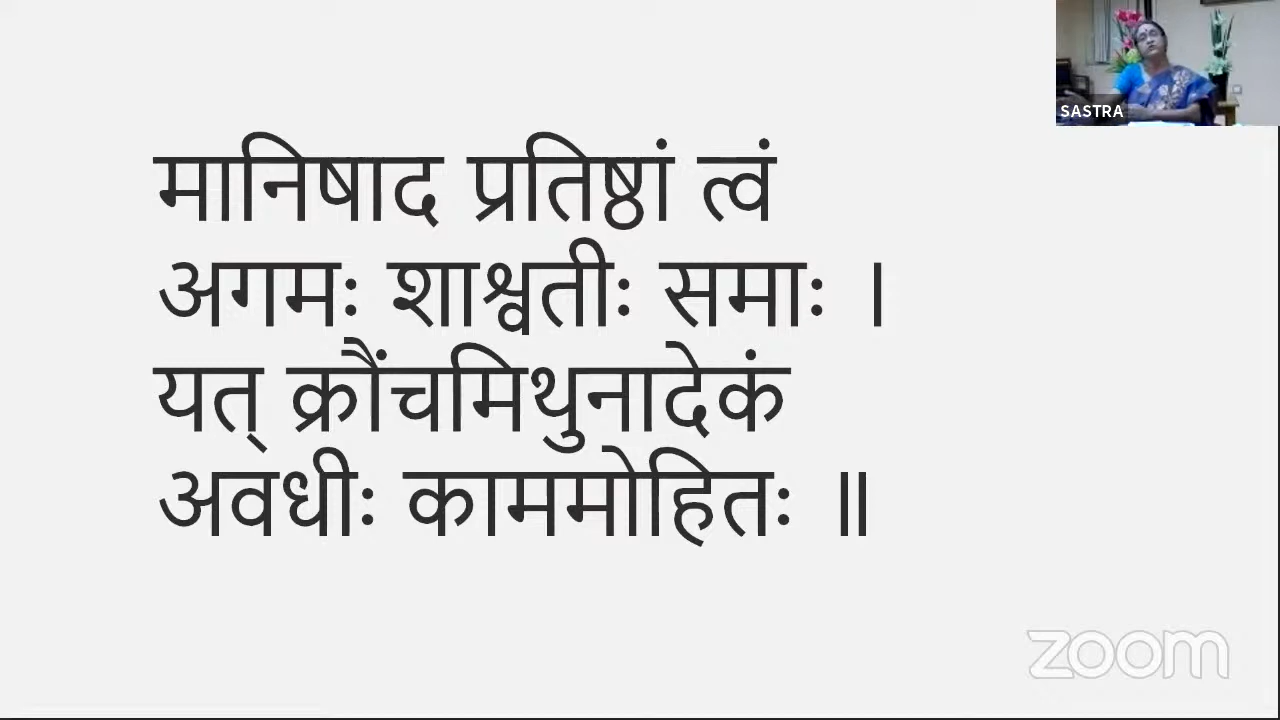 SASTRA
मानिषाद प्रतिष्ठां त्वं
अगमः शाश्वतीः समाः ।
यत् क्रौंचमिथुनादेकं
अवधीः काममोहितः ॥
zoom